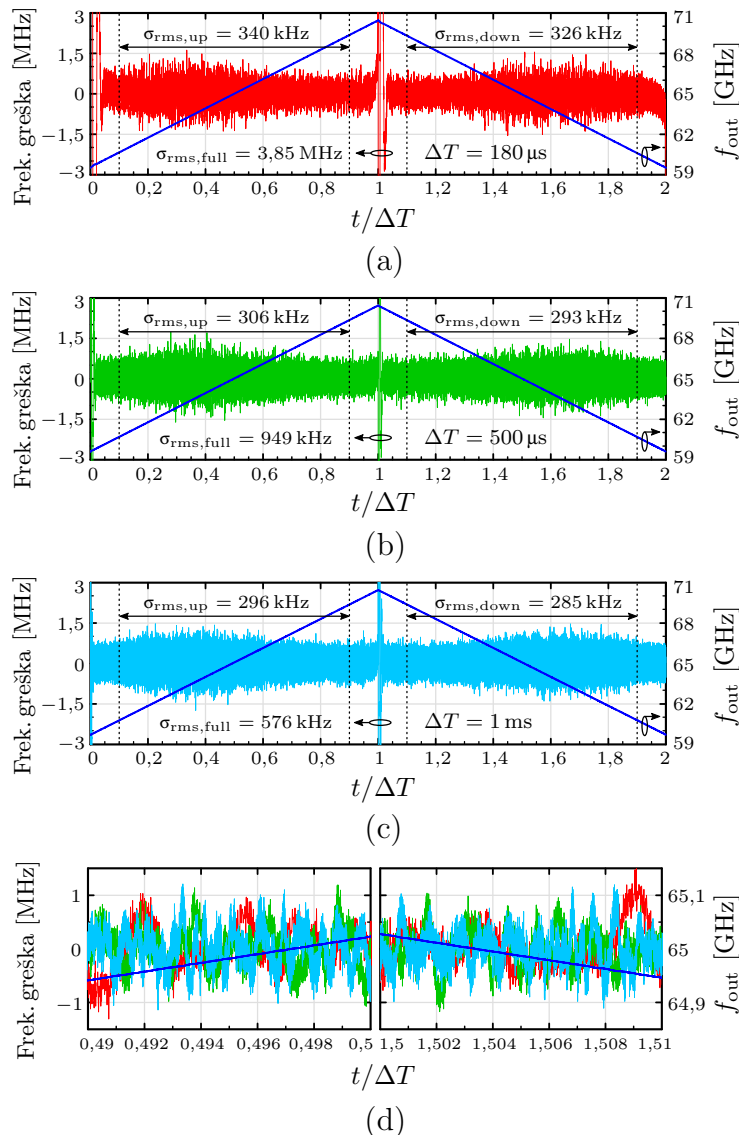 Frek. greška [MHz]
3
1.5
0
−1.5
−3
σrms,up = 340 kHz
σrms,down = 326 kHz
σrms,full = 3,85 MHz
ΔT = 180 µs
71
68
65
62
59
fout [GHz]
0 0,2 0,4 0,6 0,8 1 1,2 1,4 1,6 1,8 2
t/ΔT
(a)
Frek. greška [MHz]
3
1.5
0
−1.5
−3
σrms,up = 306 kHz
σrms,down = 293 kHz
σrms,full = 949 kHz
ΔT = 500 µs
71
68
65
62
59
fout [GHz]
0 0,2 0,4 0,6 0,8 1 1,2 1,4 1,6 1,8 2
t/ΔT
(b)
Frek. greška [MHz]
3
1,5
0
−1.5
−3
σrms,up = 296 kHz
σrms,down = 285 kHz
σrms,full = 576 kHz
ΔT = 1 ms
71
68
65
62
59
fout [GHz]
0 0,2 0,4 0,6 0,8 1 1,2 1,4 1,6 1,8 2
t/ΔT
(c)
Frek. greška [MHz]
1
0
−1
65,1
65
64,9
fout [GHz]
0,49 0,492 0,494 0,496 0,498 0,5 1,5 1,502 1,504 1,506 1,508 1,51
t/ΔT
(d)